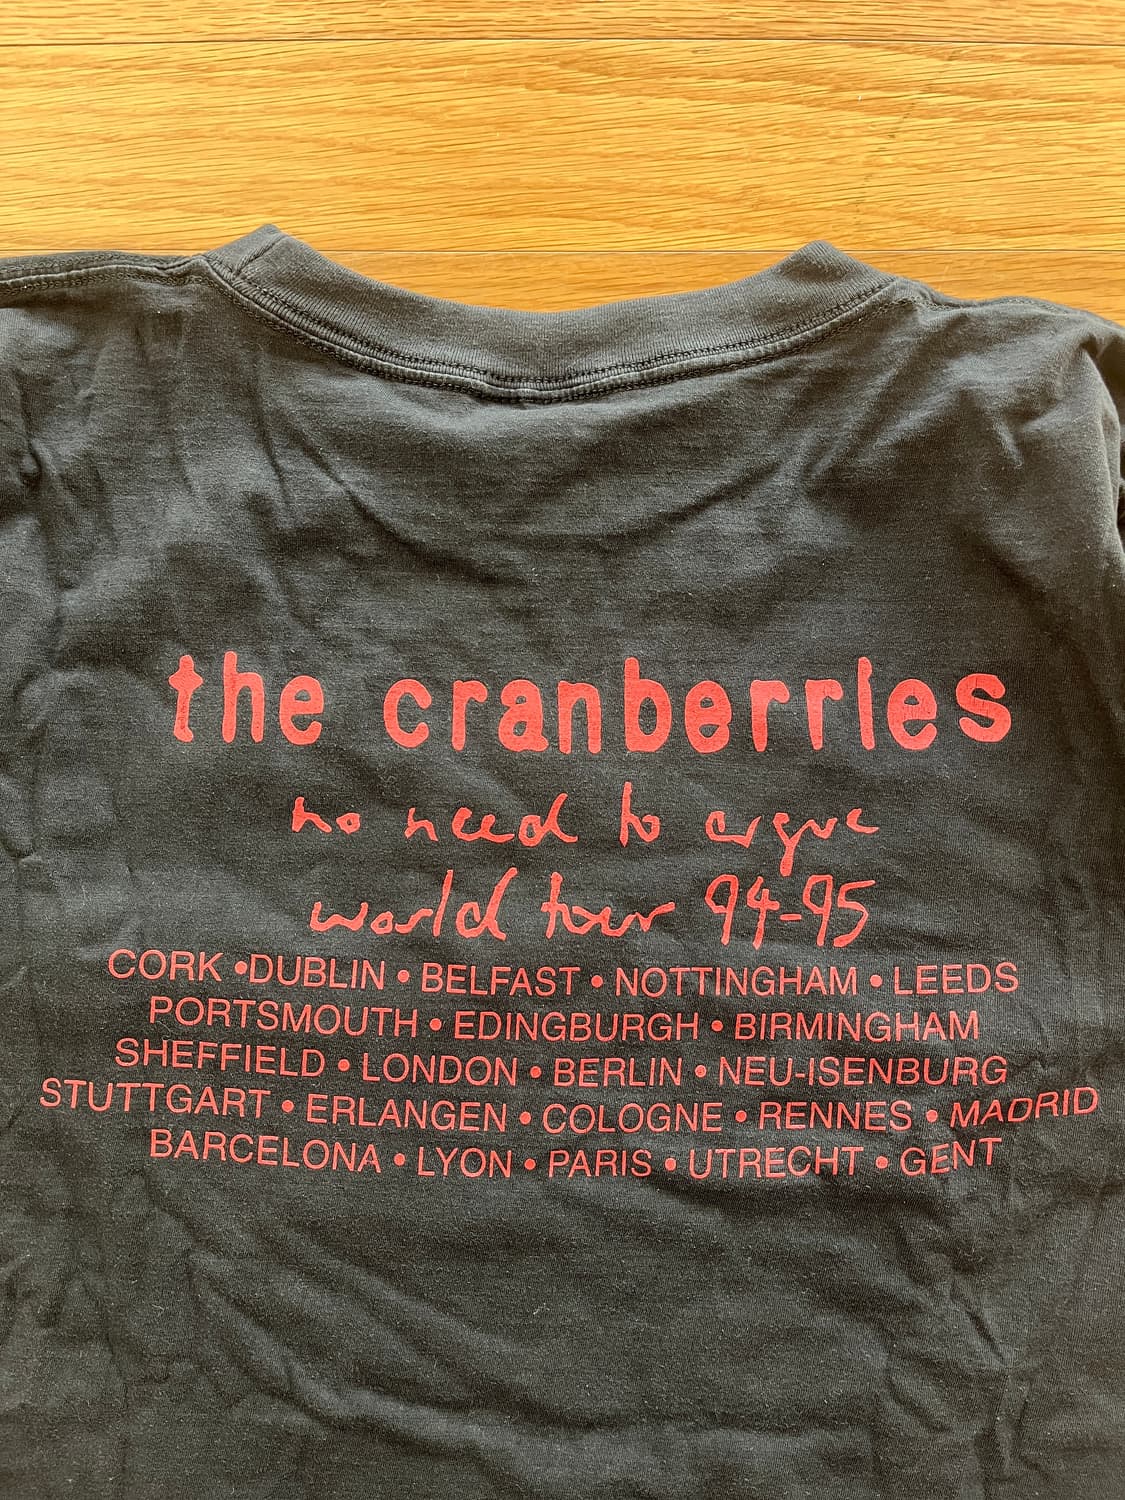 the cranberries
no need to argue
world tour 94-95
CORK •DUBLIN • BELFAST • NOTTINGHAM • LEEDS
PORTSMOUTH • EDINGBURGH • BIRMINGHAM
SHEFFIELD • LONDON • BERLIN • NEU-ISENBURG
STUTTGART • ERLANGEN • COLOGNE • RENNES • MADRID
BARCELONA • LYON • PARIS • UTRECHT • GENT